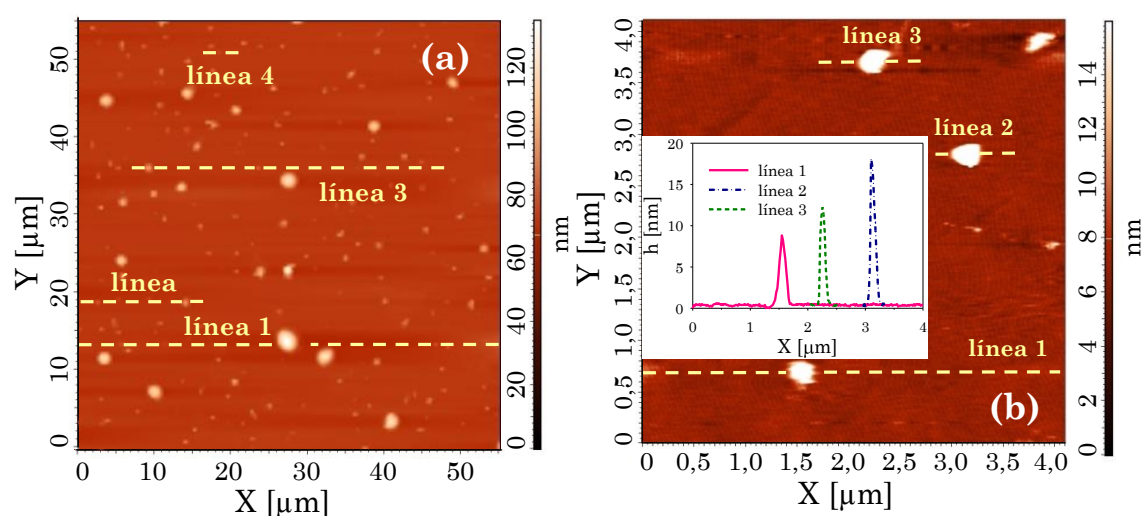 (a)
línea 4
línea 3
línea
línea 1
Y [µm]
0 10 20 30 40 50
X [µm]
0 10 20 30 40 50
nm
0 20 40 60 80 100 120
(b)
línea 3
línea 2
línea 1
Y [µm]
0 0,5 1,0 1,5 2,0 2,5 3,0 3,5 4,0
X [µm]
0 0,5 1,0 1,5 2,0 2,5 3,0 3,5 4,0
nm
0 2 4 6 8 10 12 14
línea 1
línea 2
línea 3
h [nm]
0 5 10 15 20
X [µm]
0 1 2 3 4